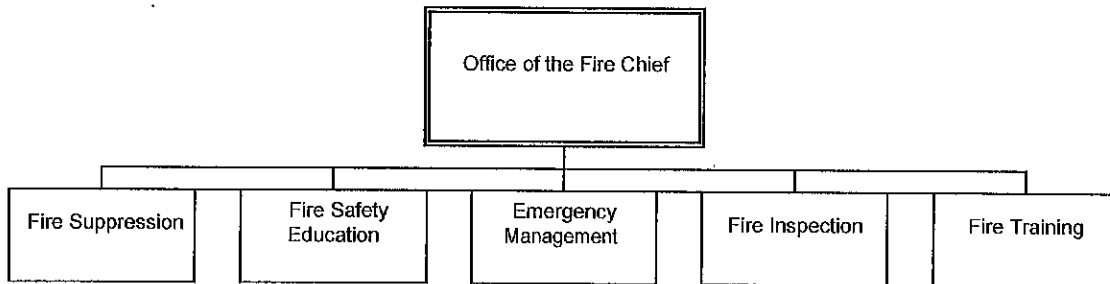 Office of the Fire Chief
Fire Suppression
Fire Safety
Education
Emergency
Management
Fire Inspection
Fire Training